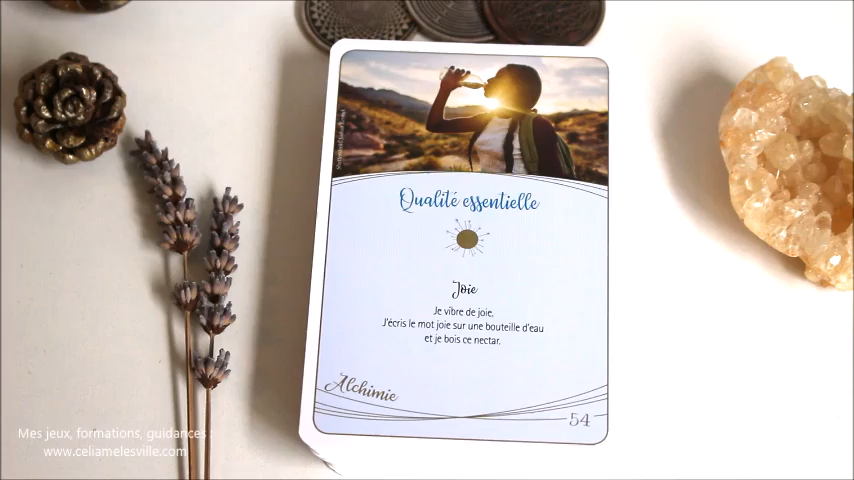 Qualité essentielle
Joie
Je vibre de joie.
J'écris le mot joie sur une bouteille d'eau
et je bois ce nectar.
Alchimie
54
Mes jeux, formations, guidances :
www.celiamelesville.com